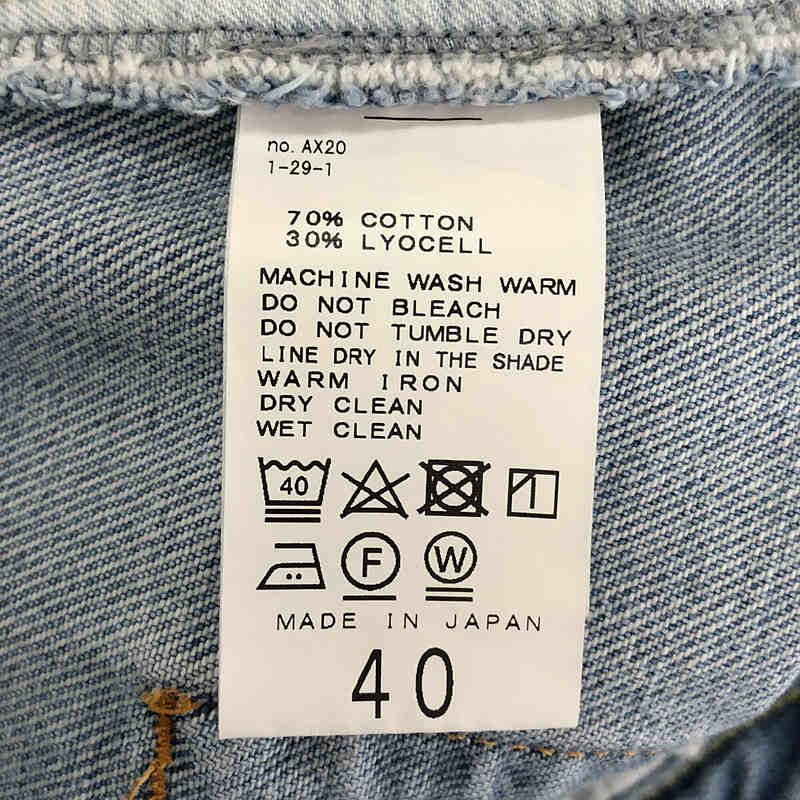 no. AX20
1-29-1
70% COTTON
30% LYOCELL
MACHINE WASH WARM
DO NOT BLEACH
DO NOT TUMBLE DRY
LINE DRY IN THE SHADE
WARM IRON
DRY CLEAN
WET CLEAN
40
F W
MADE IN JAPAN
40